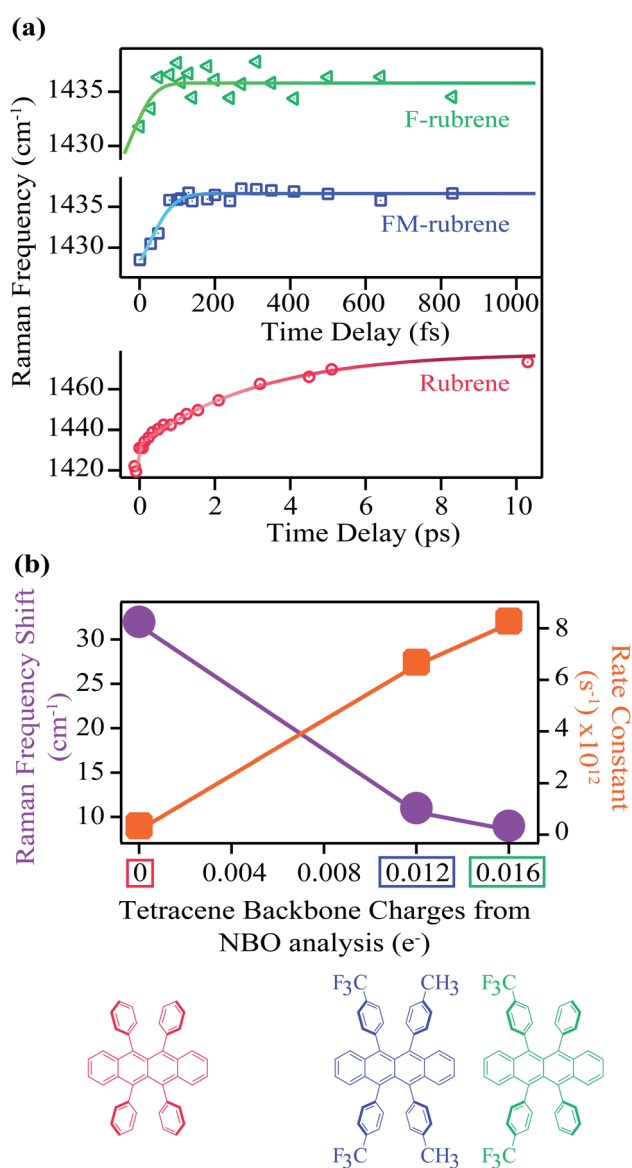 (a)
Raman Frequency (cm⁻¹)
1435
1430
F-rubrene
1435
1430
FM-rubrene
0 200 400 600 800 1000
Time Delay (fs)
1460
1440
1420
Rubrene
0 2 4 6 8 10
Time Delay (ps)
(b)
Raman Frequency Shift
(cm⁻¹)
30
25
20
15
10
8
6
4
2
0
Rate Constant
(s⁻¹) x10¹²
0 0.004 0.008 0.012 0.016
Tetracene Backbone Charges from
NBO analysis (e⁻)
F₃C CH₃ F₃C
F₃C CH₃ F₃C